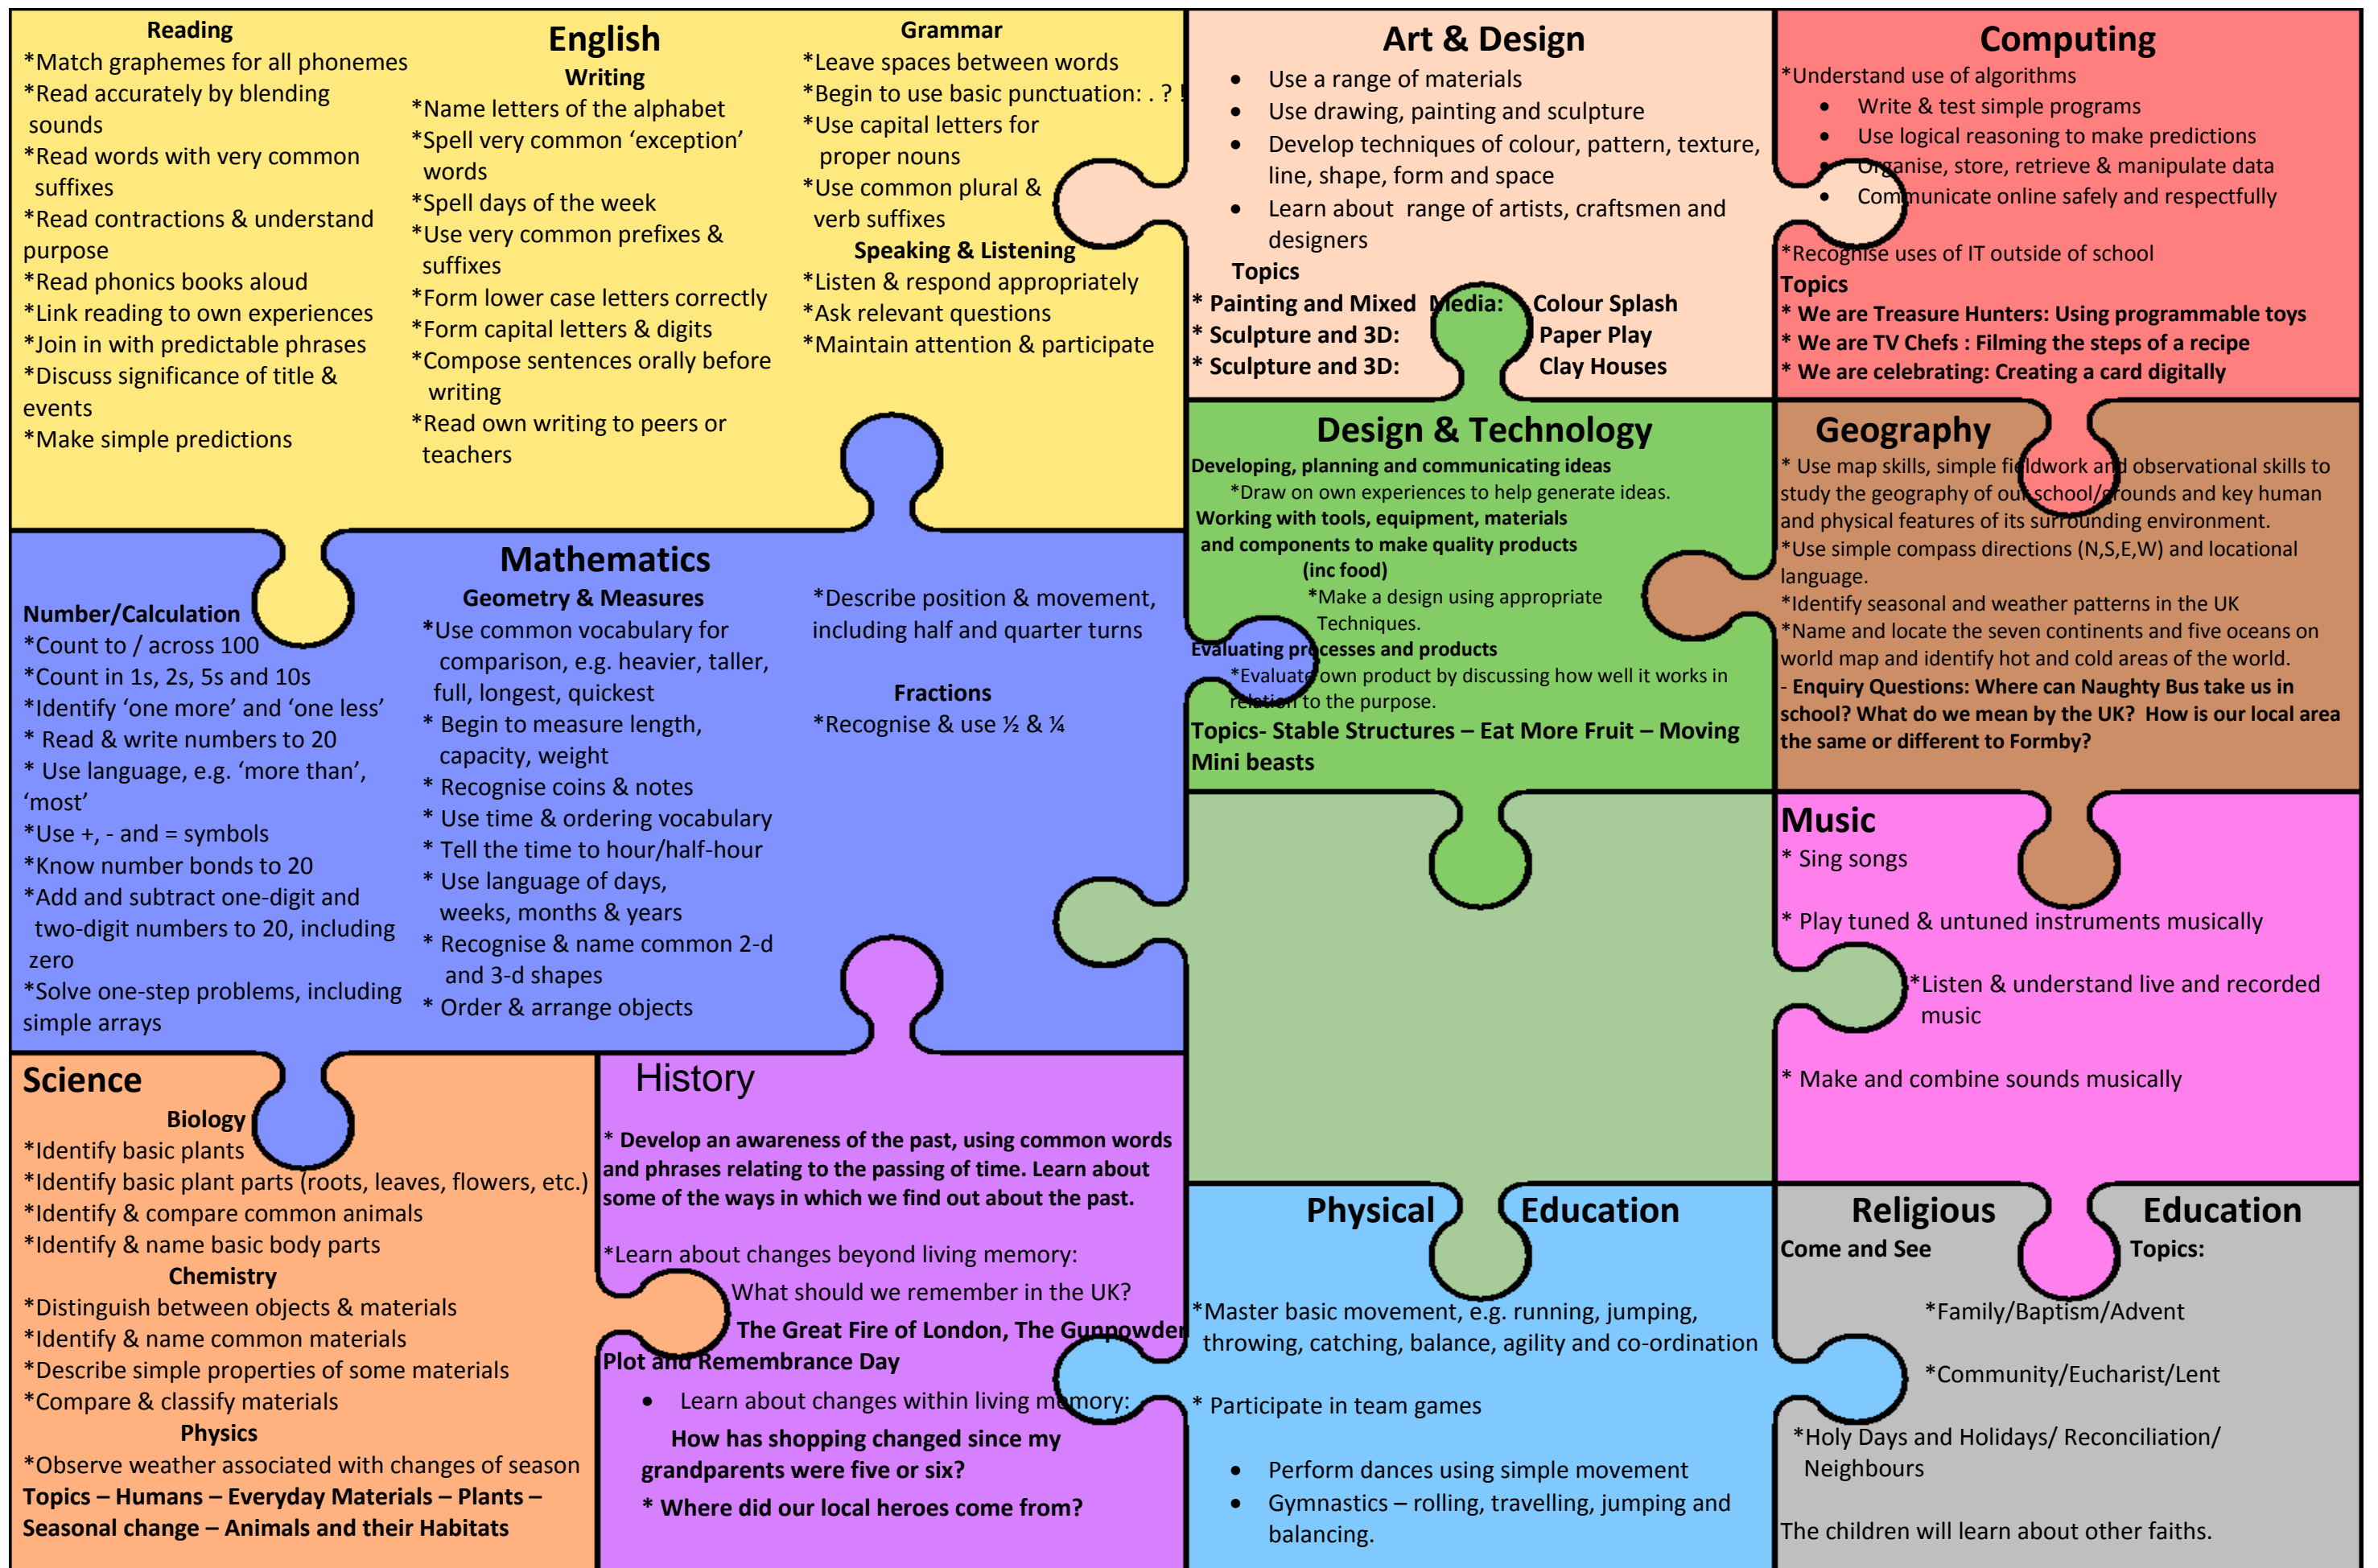 Reading
*Match graphemes for all phonemes
*Read accurately by blending
sounds
*Read words with very common
suffixes
*Read contractions & understand
purpose
*Read phonics books aloud
*Link reading to own experiences
*Join in with predictable phrases
*Discuss significance of title &
events
*Make simple predictions
English
Writing
*Name letters of the alphabet
*Spell very common ‘exception’
words
*Spell days of the week
*Use very common prefixes &
suffixes
*Form lower case letters correctly
*Form capital letters & digits
*Compose sentences orally before
writing
*Read own writing to peers or
teachers
Grammar
*Leave spaces between words
*Begin to use basic punctuation: . ? !
*Use capital letters for
proper nouns
*Use common plural &
verb suffixes
Speaking & Listening
*Listen & respond appropriately
*Ask relevant questions
*Maintain attention & participate
Art & Design
• Use a range of materials
• Use drawing, painting and sculpture
• Develop techniques of colour, pattern, texture,
line, shape, form and space
• Learn about range of artists, craftsmen and
designers
Topics
* Painting and Mixed Media: Colour Splash
* Sculpture and 3D: Paper Play
* Sculpture and 3D: Clay Houses
Computing
*Understand use of algorithms
• Write & test simple programs
• Use logical reasoning to make predictions
• Organise, store, retrieve & manipulate data
• Communicate online safely and respectfully
*Recognise uses of IT outside of school
Topics
* We are Treasure Hunters: Using programmable toys
* We are TV Chefs : Filming the steps of a recipe
* We are celebrating: Creating a card digitally
Mathematics
Number/Calculation
*Count to / across 100
*Count in 1s, 2s, 5s and 10s
*Identify ‘one more’ and ‘one less’
* Read & write numbers to 20
* Use language, e.g. ‘more than’,
‘most’
*Use +, - and = symbols
*Know number bonds to 20
*Add and subtract one-digit and
two-digit numbers to 20, including
zero
*Solve one-step problems, including
simple arrays
Geometry & Measures
*Use common vocabulary for
comparison, e.g. heavier, taller,
full, longest, quickest
* Begin to measure length,
capacity, weight
* Recognise coins & notes
* Use time & ordering vocabulary
* Tell the time to hour/half-hour
* Use language of days,
weeks, months & years
* Recognise & name common 2-d
and 3-d shapes
* Order & arrange objects
*Describe position & movement,
including half and quarter turns
Fractions
*Recognise & use ½ & ¼
Design & Technology
Developing, planning and communicating ideas
*Draw on own experiences to help generate ideas.
Working with tools, equipment, materials
and components to make quality products
(inc food)
*Make a design using appropriate
Techniques.
Evaluating processes and products
*Evaluate own product by discussing how well it works in
relation to the purpose.
Topics- Stable Structures – Eat More Fruit – Moving
Mini beasts
Geography
* Use map skills, simple fieldwork and observational skills to
study the geography of our school/grounds and key human
and physical features of its surrounding environment.
*Use simple compass directions (N,S,E,W) and locational
language.
*Identify seasonal and weather patterns in the UK
*Name and locate the seven continents and five oceans on
world map and identify hot and cold areas of the world.
- Enquiry Questions: Where can Naughty Bus take us in
school? What do we mean by the UK? How is our local area
the same or different to Formby?
Music
* Sing songs
* Play tuned & untuned instruments musically
*Listen & understand live and recorded
music
* Make and combine sounds musically
Science
Biology
*Identify basic plants
*Identify basic plant parts (roots, leaves, flowers, etc.)
*Identify & compare common animals
*Identify & name basic body parts
Chemistry
*Distinguish between objects & materials
*Identify & name common materials
*Describe simple properties of some materials
*Compare & classify materials
Physics
*Observe weather associated with changes of season
Topics – Humans – Everyday Materials – Plants –
Seasonal change – Animals and their Habitats
History
* Develop an awareness of the past, using common words
and phrases relating to the passing of time. Learn about
some of the ways in which we find out about the past.
*Learn about changes beyond living memory:
What should we remember in the UK?
The Great Fire of London, The Gunpowder
Plot and Remembrance Day
• Learn about changes within living memory:
How has shopping changed since my
grandparents were five or six?
* Where did our local heroes come from?
Physical Education
*Master basic movement, e.g. running, jumping,
throwing, catching, balance, agility and co-ordination
* Participate in team games
• Perform dances using simple movement
• Gymnastics – rolling, travelling, jumping and
balancing.
Religious Education
Come and See Topics:
*Family/Baptism/Advent
*Community/Eucharist/Lent
*Holy Days and Holidays/ Reconciliation/
Neighbours
The children will learn about other faiths.